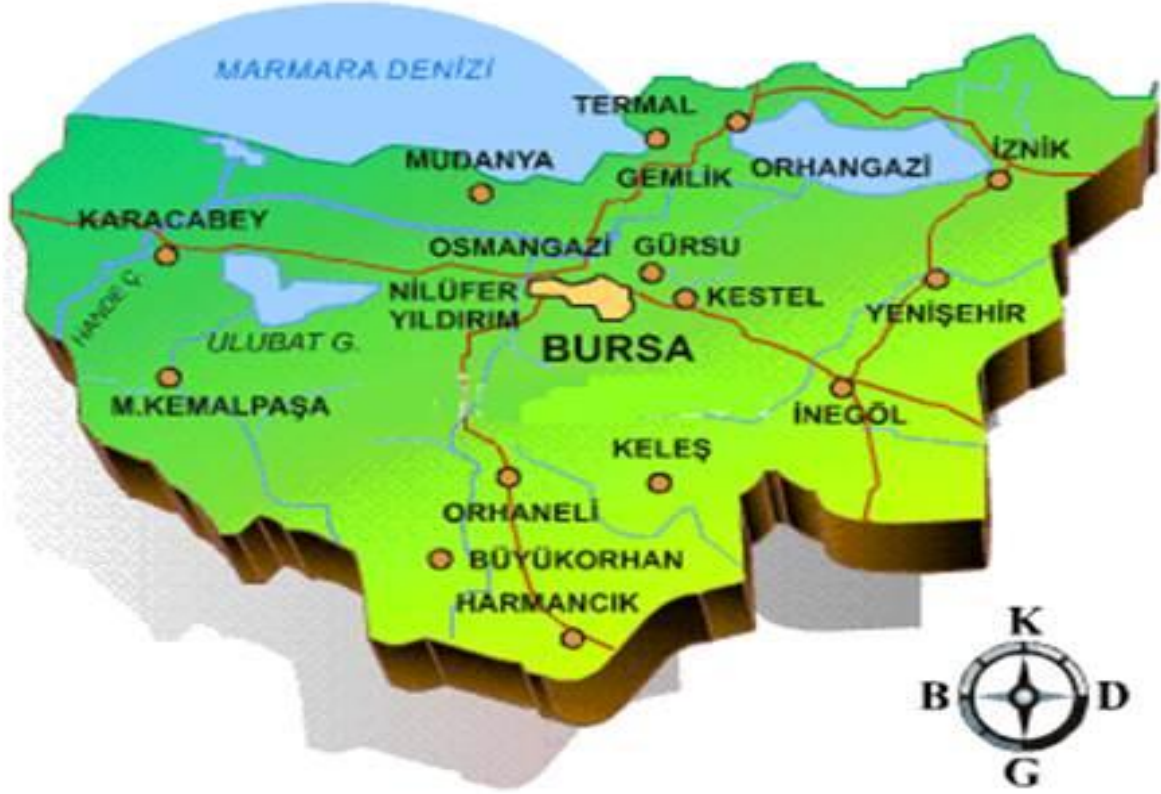 MARMARA DENİZİ
TERMAL
MUDANYA
GEMLİK
ORHANGAZİ
İZNİK
KARACABEY
OSMANGAZİ
GÜRSU
HANDE Ç
NİLÜFER
KESTEL
YILDIRIM
YENİŞEHİR
ULUBAT G.
BURSA
M.KEMALPAŞA
İNEGÖL
KELEŞ
ORHANELİ
BÜYÜKORHAN
HARMANCIK
K
B
D
G